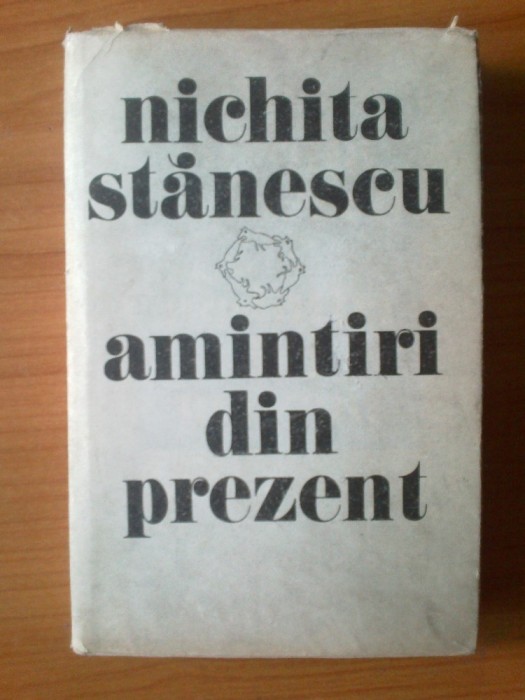 nichita
stănescu
amintiri
din
prezent